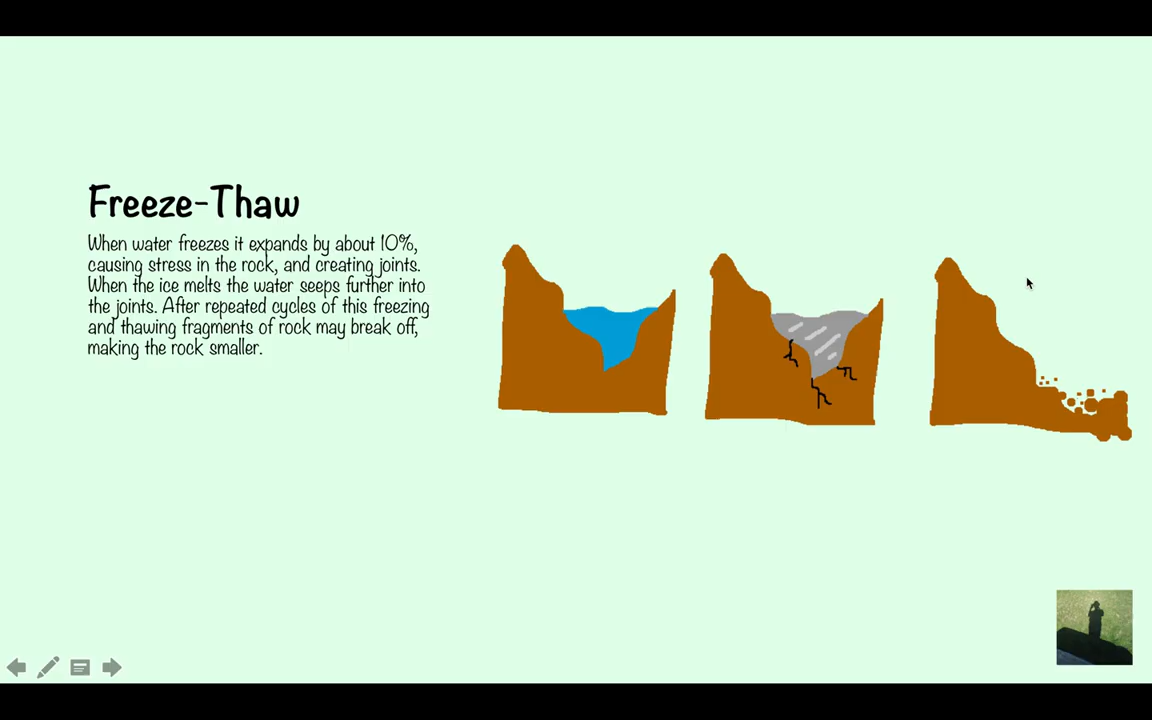 Freeze-Thaw
When water freezes it expands by about 10%,
causing stress in the rock, and creating joints.
When the ice melts the water seeps further into
the joints. After repeated cycles of this freezing
and thawing fragments of rock may break off,
making the rock smaller.